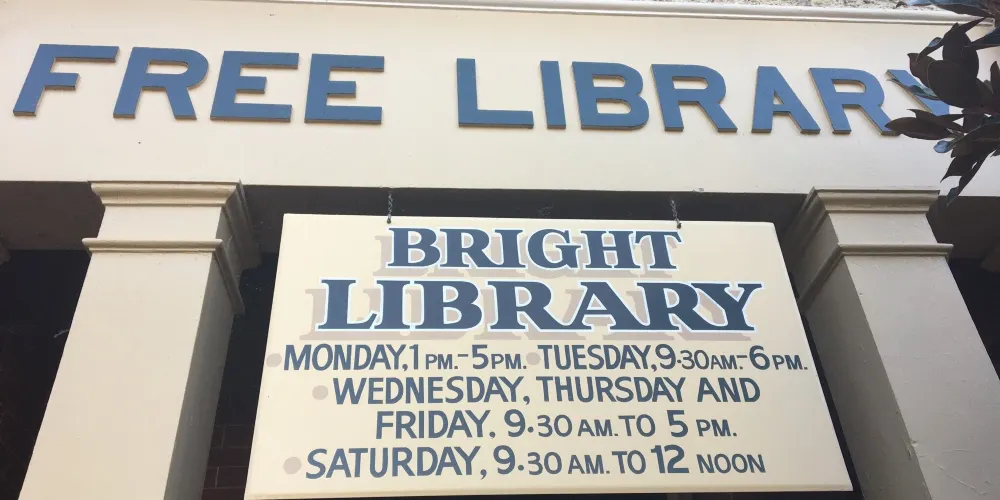 FREE LIBRARY
BRIGHT
LIBRARY
• MONDAY, 1 PM.-5 PM. • TUESDAY, 9·30 AM.-6 PM.
• WEDNESDAY, THURSDAY AND
FRIDAY. 9·30 AM. TO 5 PM.
• SATURDAY, 9·30 AM. TO 12 NOON